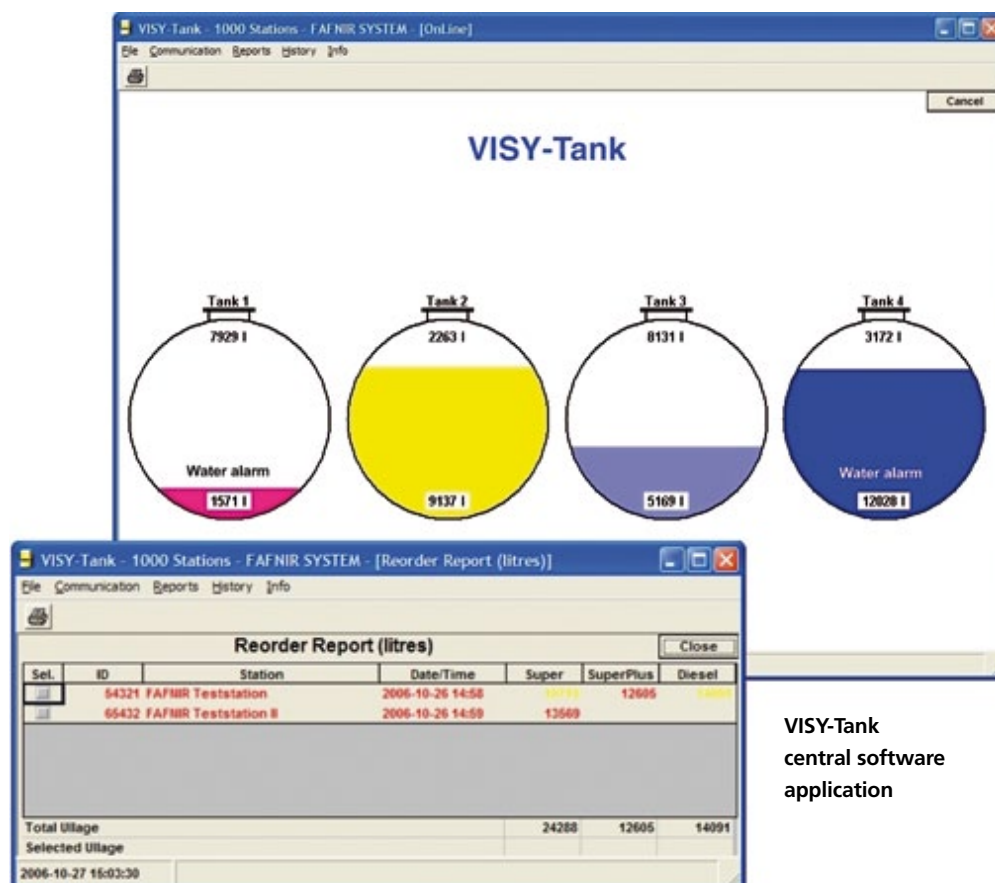 VISY-Tank - 1000 Stations - FAFNIR SYSTEM - [OnLine]
File Communication Reports History Info
Cancel
VISY-Tank
Tank 1 Tank 2 Tank 3 Tank 4
7929 l 2263 l 8131 l 3172 l
Water alarm Water alarm
1571 l 9137 l 5169 l 12028 l
VISY-Tank - 1000 Stations - FAFNIR SYSTEM - [Reorder Report (litres)]
File Communication Reports History Info
Reorder Report (litres) Close
Sel. ID Station Date/Time Super SuperPlus Diesel
54321 FAFNIR Teststation 2006-10-26 14:58 12605
65432 FAFNIR Teststation II 2006-10-26 14:59 13569
Total Ullage 24288 12605 14091
Selected Ullage
2006-10-27 15:03:30
VISY-Tank
central software
application